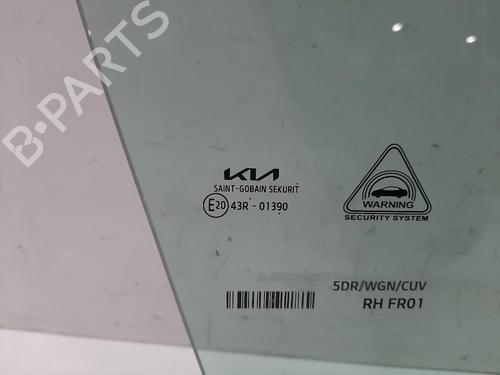 B-PARTS
KIA
SAINT-GOBAIN SEKURIT
E20 43R - 01390
WARNING
SECURITY SYSTEM
5DR/WGN/CUV
RH FR01